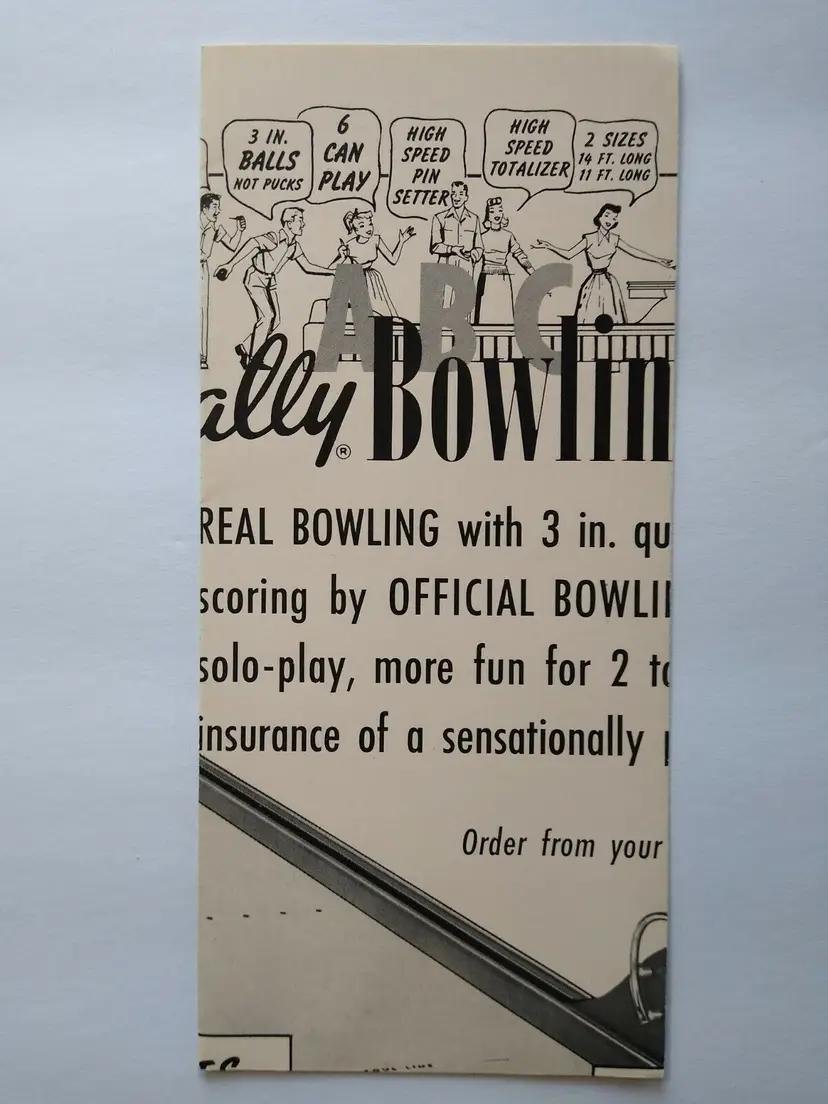 3 IN.
BALLS
NOT PUCKS
6
CAN
PLAY
HIGH
SPEED
PIN
SETTER
HIGH
SPEED
TOTALIZER
2 SIZES
14 FT. LONG
11 FT. LONG
ABC
ally® Bowlin
REAL BOWLING with 3 in. qu
scoring by OFFICIAL BOWLI
solo-play, more fun for 2 to
insurance of a sensationally
Order from your